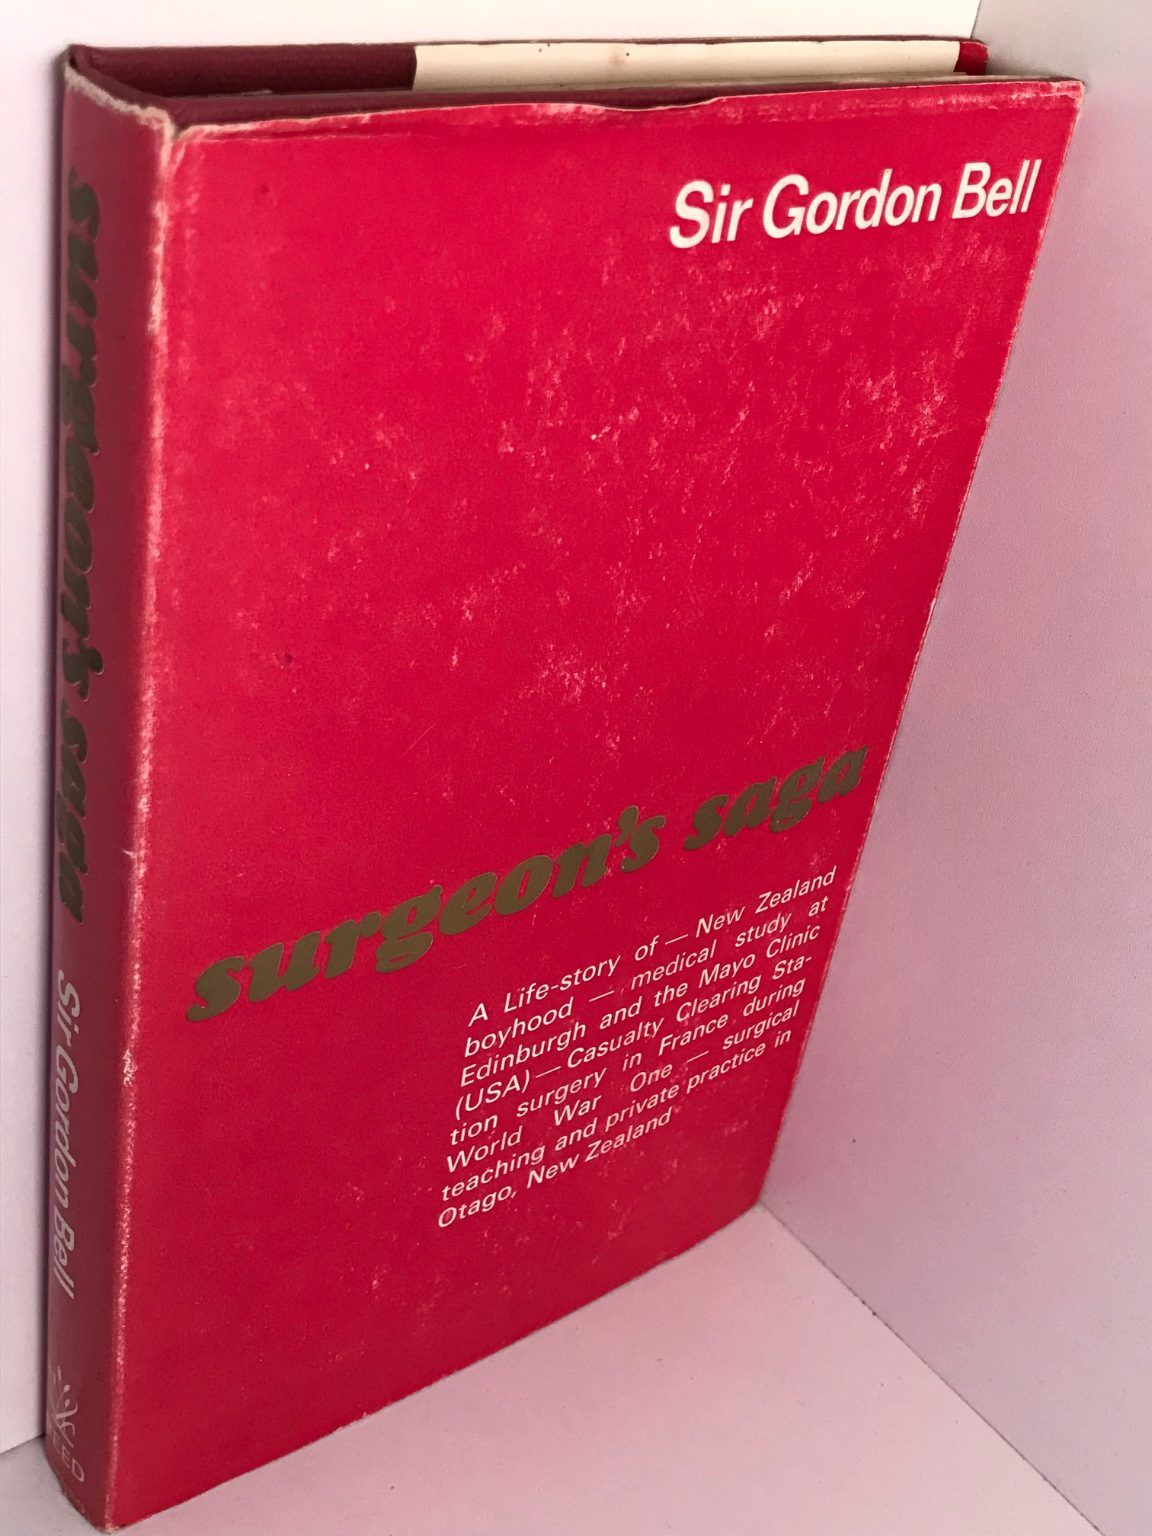 Sir Gordon Bell
surgeon's saga
A Life-story of — New Zealand
boyhood — medical study at
Edinburgh and the Mayo Clinic
(USA) — Casualty Clearing Sta-
tion surgery in France during
World War One — surgical
teaching and private practice in
Otago, New Zealand
surgeon's saga
Sir Gordon Bell
REED